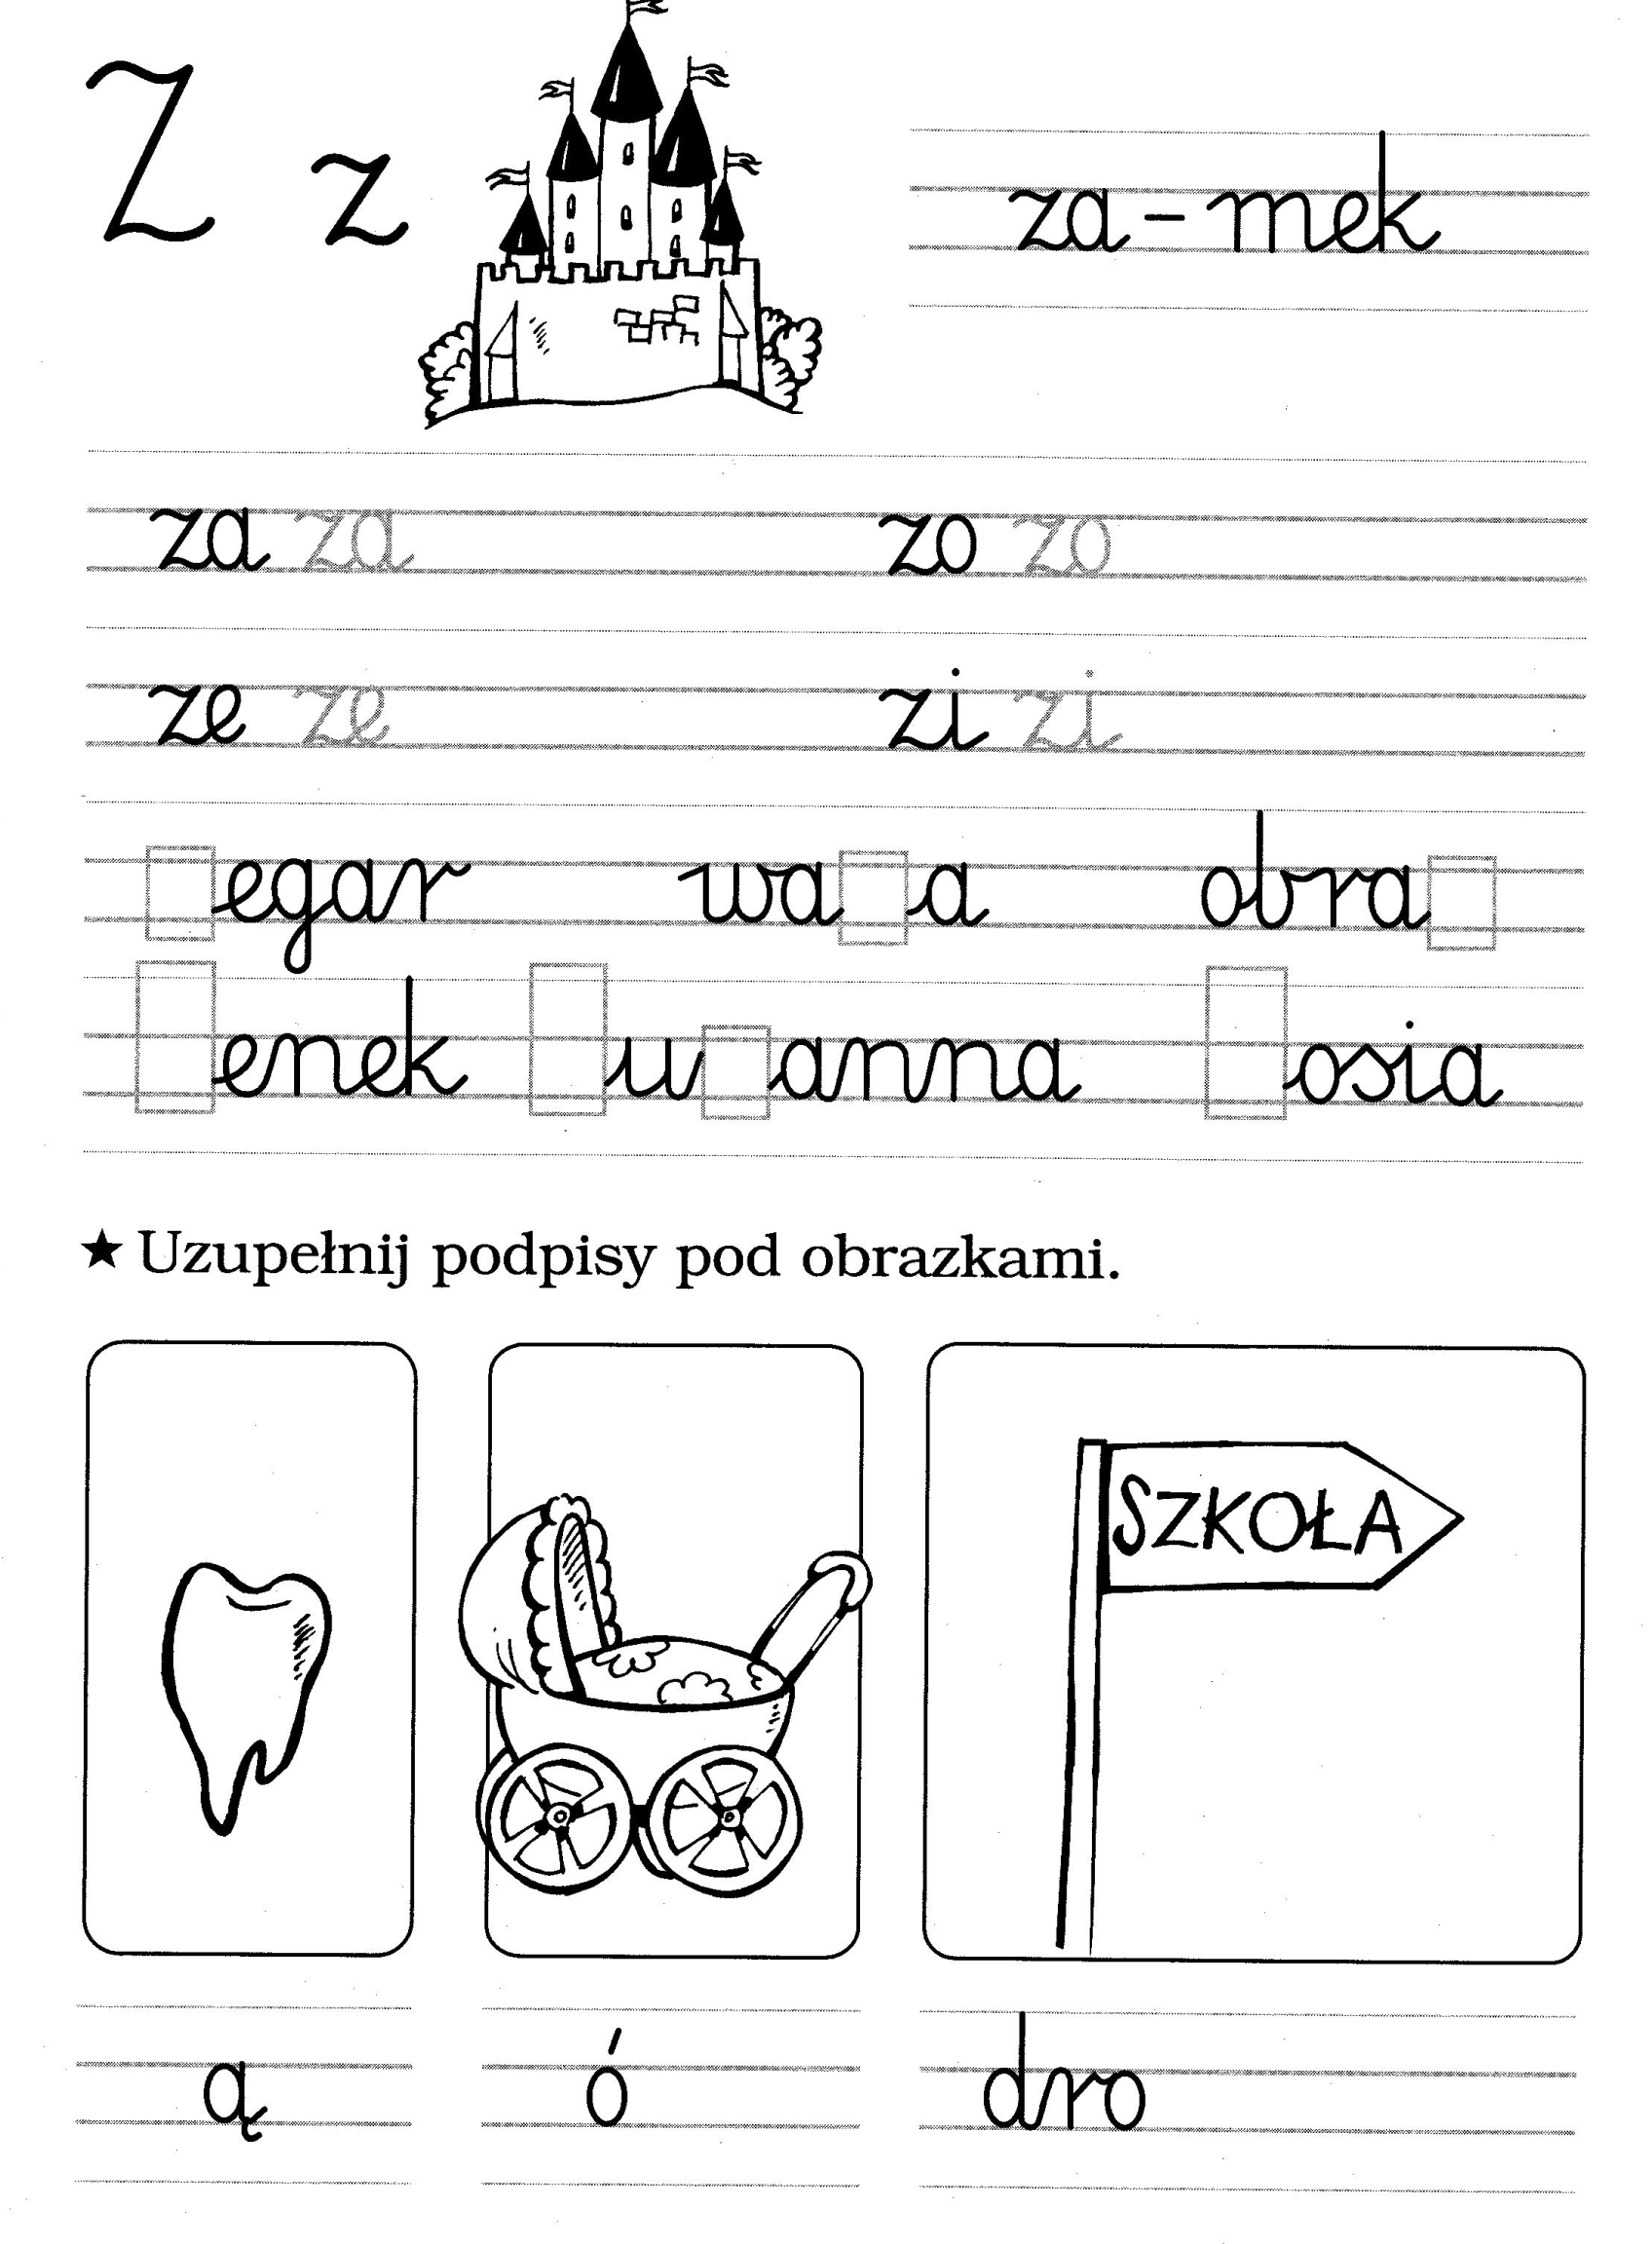 Z z za-mek
za za zo zo
ze ze zi zi
egar wa a obra
enek u anna osia
★ Uzupełnij podpisy pod obrazkami.
SZKOŁA
ą ó dro